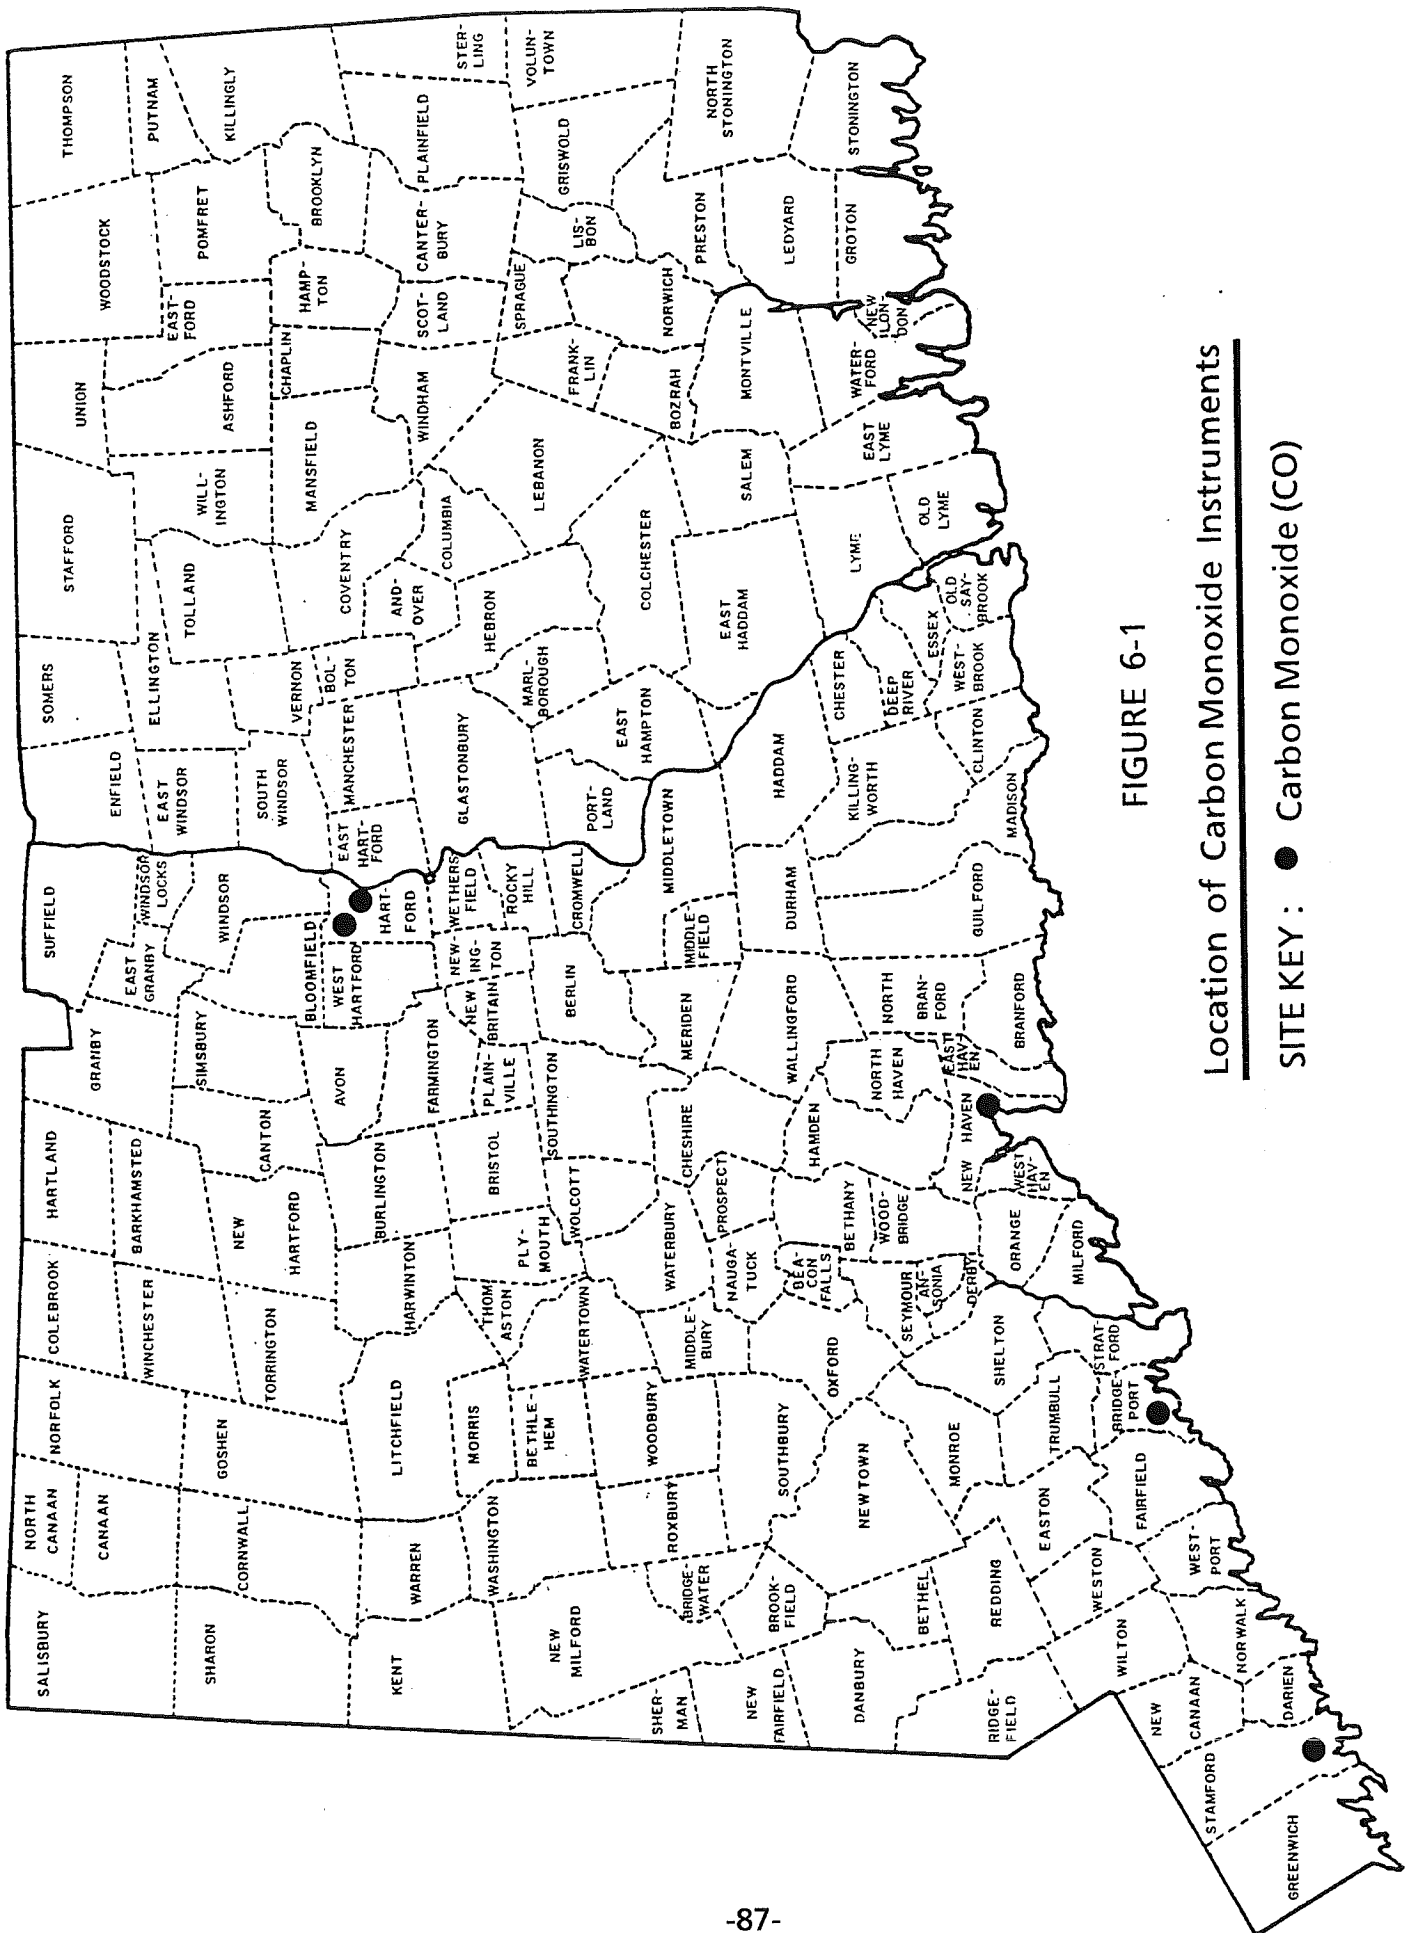 SALISBURY
NORTH
CANAAN
CANAAN
NORFOLK
COLEBROOK
HARTLAND
GRANBY
SUFFIELD
ENFIELD
SOMERS
STAFFORD
UNION
WOODSTOCK
THOMPSON
SHARON
CORNWALL
GOSHEN
WINCHESTER
BARKHAMSTED
EAST
GRANBY
WINDSOR
LOCKS
EAST
WINDSOR
ELLINGTON
TOLLAND
WILL-
INGTON
ASHFORD
EAST-
FORD
POMFRET
PUTNAM
KILLINGLY
KENT
WARREN
LITCHFIELD
TORRINGTON
NEW
HARTFORD
CANTON
SIMSBURY
BLOOMFIELD
WINDSOR
SOUTH
WINDSOR
VERNON
BOL-
TON
COVENTRY
MANSFIELD
CHAPLIN
HAMP-
TON
BROOKLYN
HARWINTON
BURLINGTON
AVON
WEST
HARTFORD
HART-
FORD
EAST
HART-
FORD
MANCHESTER
AND-
OVER
COLUMBIA
WINDHAM
SCOT-
LAND
CANTER-
BURY
PLAINFIELD
STER-
LING
NEW
MILFORD
WASHINGTON
MORRIS
BETHLE-
HEM
THOM
ASTON
PLY-
MOUTH
BRISTOL
FARMINGTON
PLAIN-
VILLE
NEW
BRITAIN
NEW-
ING-
TON
WETHERS
FIELD
ROCKY
HILL
GLASTONBURY
HEBRON
MARL-
BOROUGH
LEBANON
FRANK-
LIN
SPRAGUE
LIS-
BON
GRISWOLD
VOLUN-
TOWN
SHER-
MAN
BRIDGE-
WATER
ROXBURY
WOODBURY
WATERTOWN
WOLCOTT
SOUTHINGTON
BERLIN
CROMWELL
PORT-
LAND
EAST
HAMPTON
COLCHESTER
BOZRAH
NORWICH
PRESTON
NORTH
STONINGTON
NEW
FAIRFIELD
BROOK-
FIELD
SOUTHBURY
MIDDLE-
BURY
WATERBURY
NAUGA-
TUCK
PROSPECT
CHESHIRE
MERIDEN
MIDDLE
FIELD
MIDDLETOWN
EAST
HADDAM
SALEM
MONTVILLE
LEDYARD
DANBURY
BETHEL
NEWTOWN
OXFORD
BEA-
CON
FALLS
BETHANY
HAMDEN
WALLINGFORD
DURHAM
HADDAM
CHESTER
LYME
EAST
LYME
WATER-
FORD
NEW
LON-
DON
GROTON
STONINGTON
RIDGE-
FIELD
REDDING
MONROE
SEYMOUR
AN-
SONIA
DERBY
WOOD-
BRIDGE
NORTH
HAVEN
NORTH
BRAN-
FORD
GUILFORD
KILLING-
WORTH
DEEP
RIVER
ESSEX
OLD
LYME
OLD
SAY-
BROOK
WEST-
BROOK
CLINTON
MADISON
BRANFORD
EAST
HAV-
EN
NEW HAVEN
WEST
HAV-
EN
ORANGE
MILFORD
SHELTON
STRAT-
FORD
TRUMBULL
BRIDGE-
PORT
EASTON
FAIRFIELD
WESTON
WEST-
PORT
WILTON
NORWALK
NEW
CANAAN
DARIEN
STAMFORD
GREENWICH
FIGURE 6-1
Location of Carbon Monoxide Instruments
SITE KEY : ● Carbon Monoxide (CO)
-87-